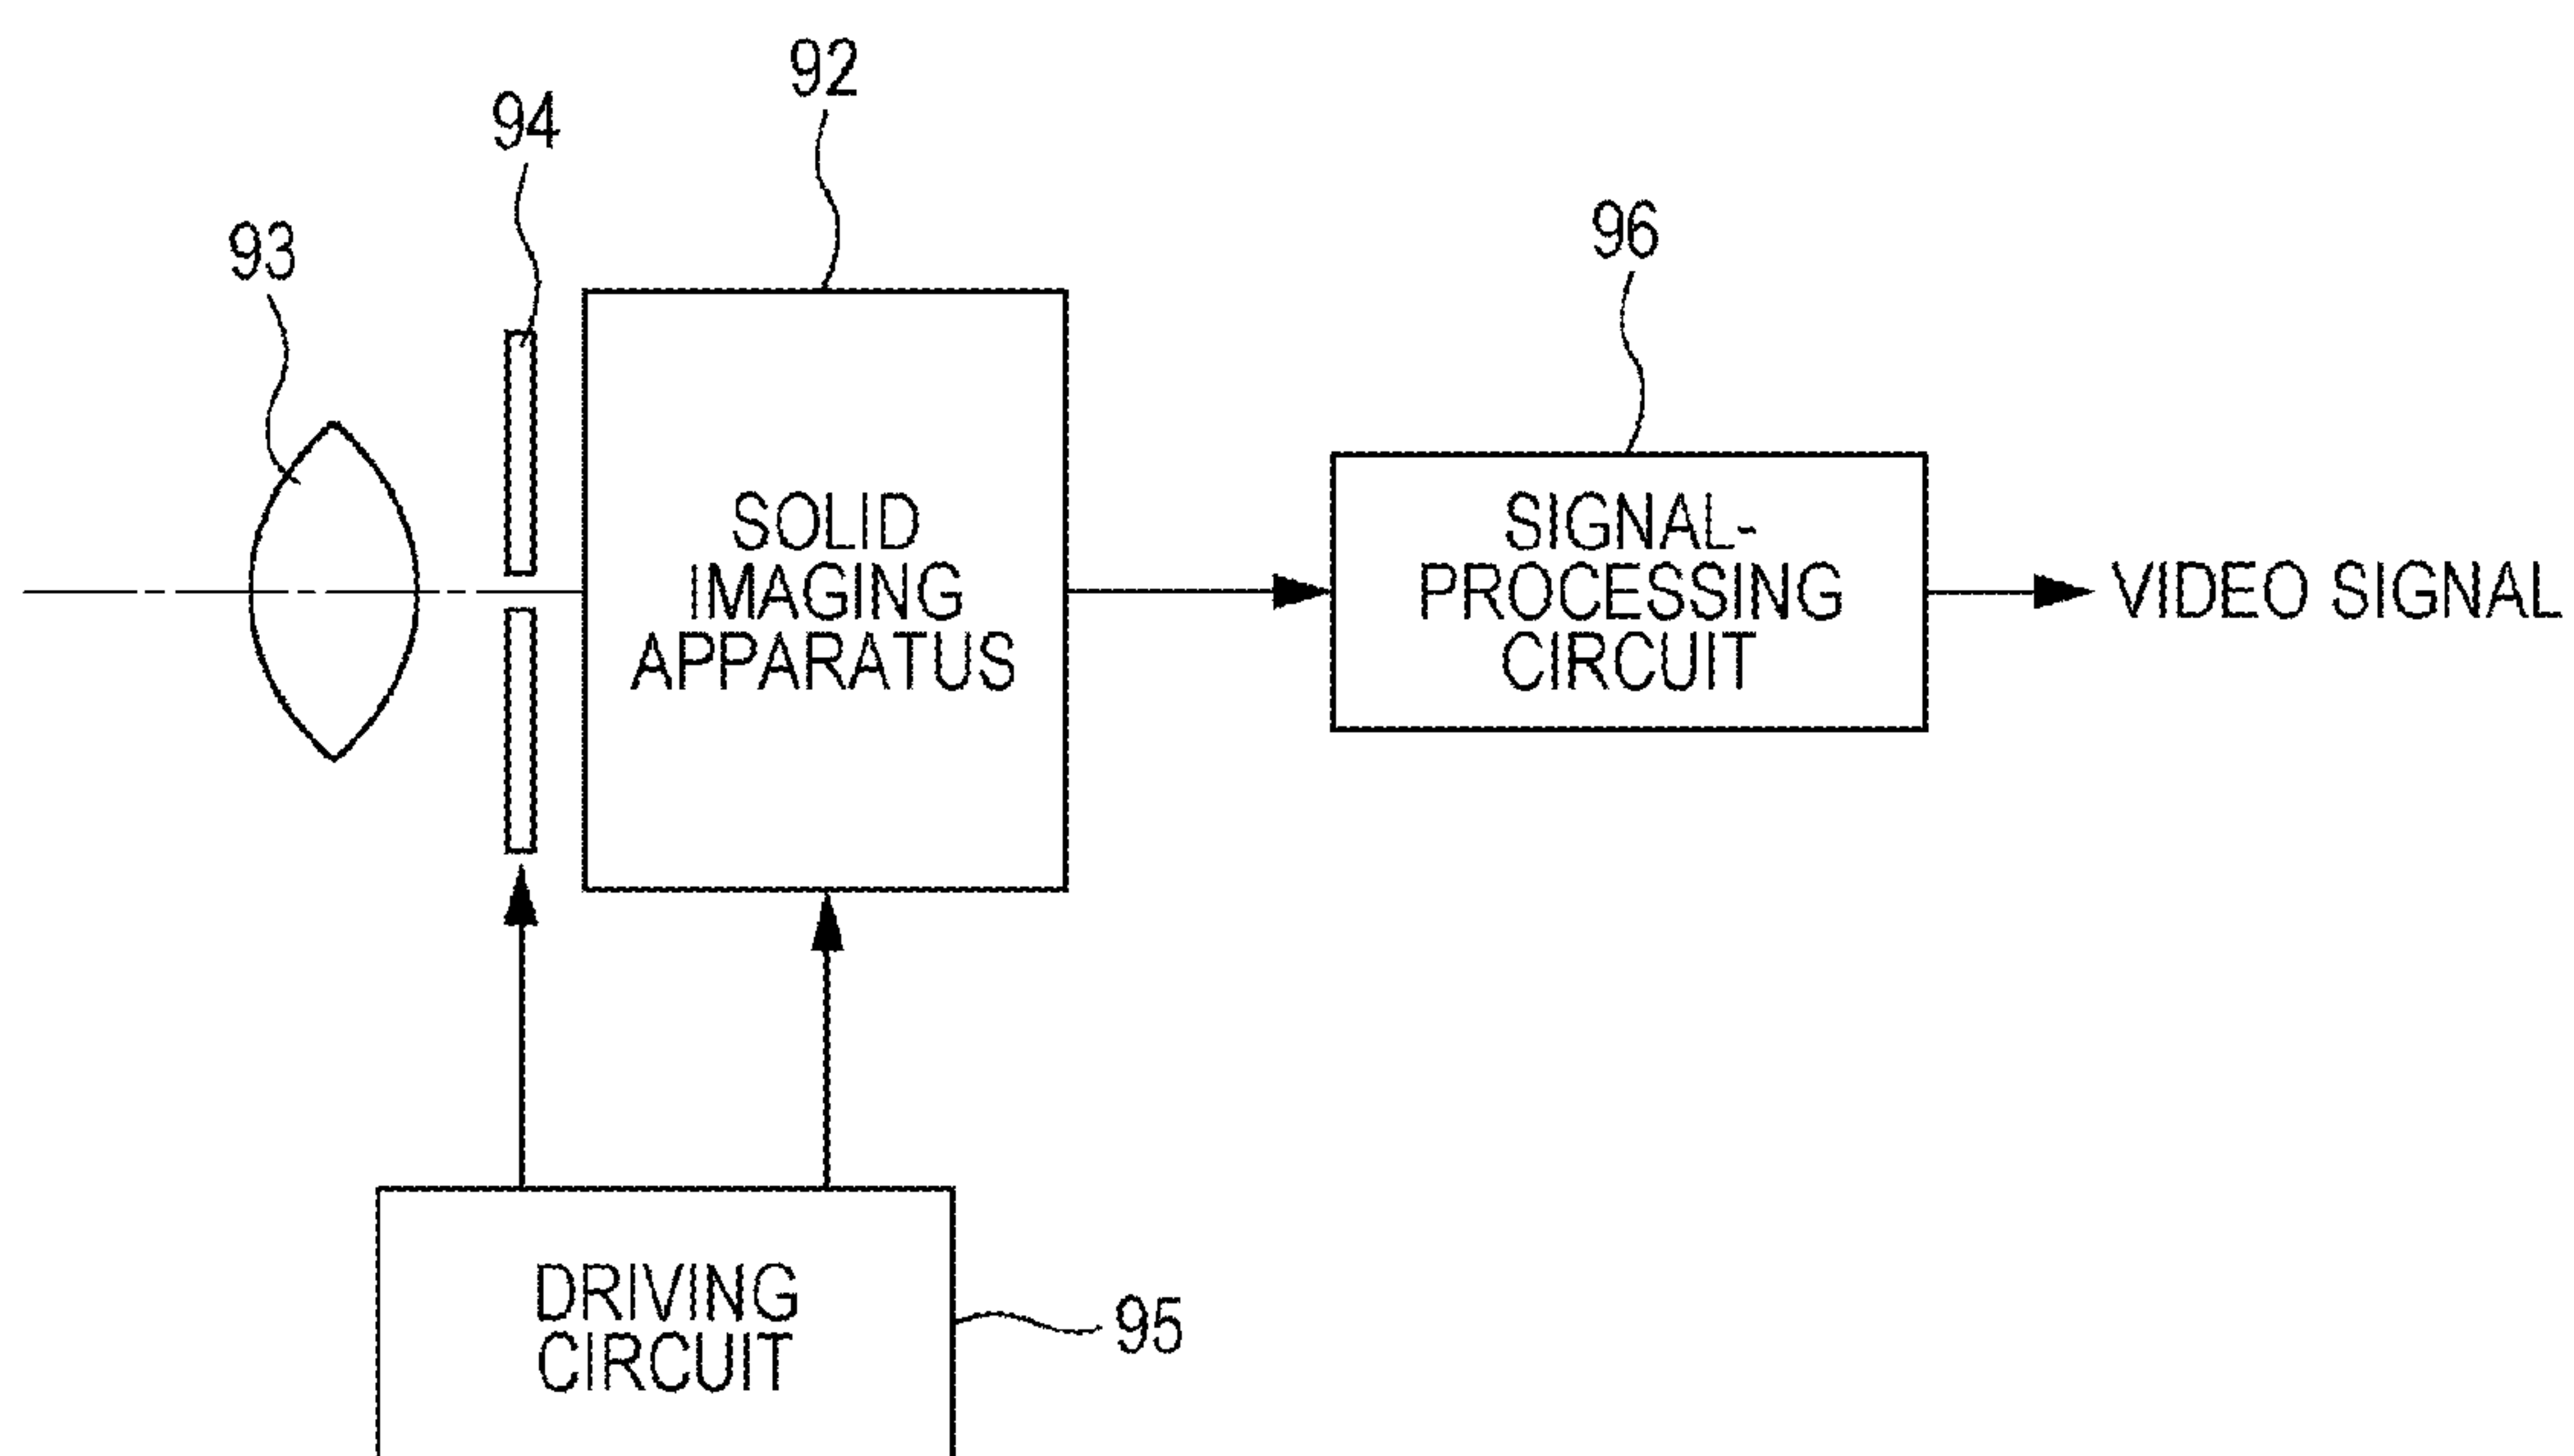 92
94
93
96
SOLID
IMAGING
APPARATUS
SIGNAL-
PROCESSING
CIRCUIT
VIDEO SIGNAL
DRIVING
CIRCUIT
95